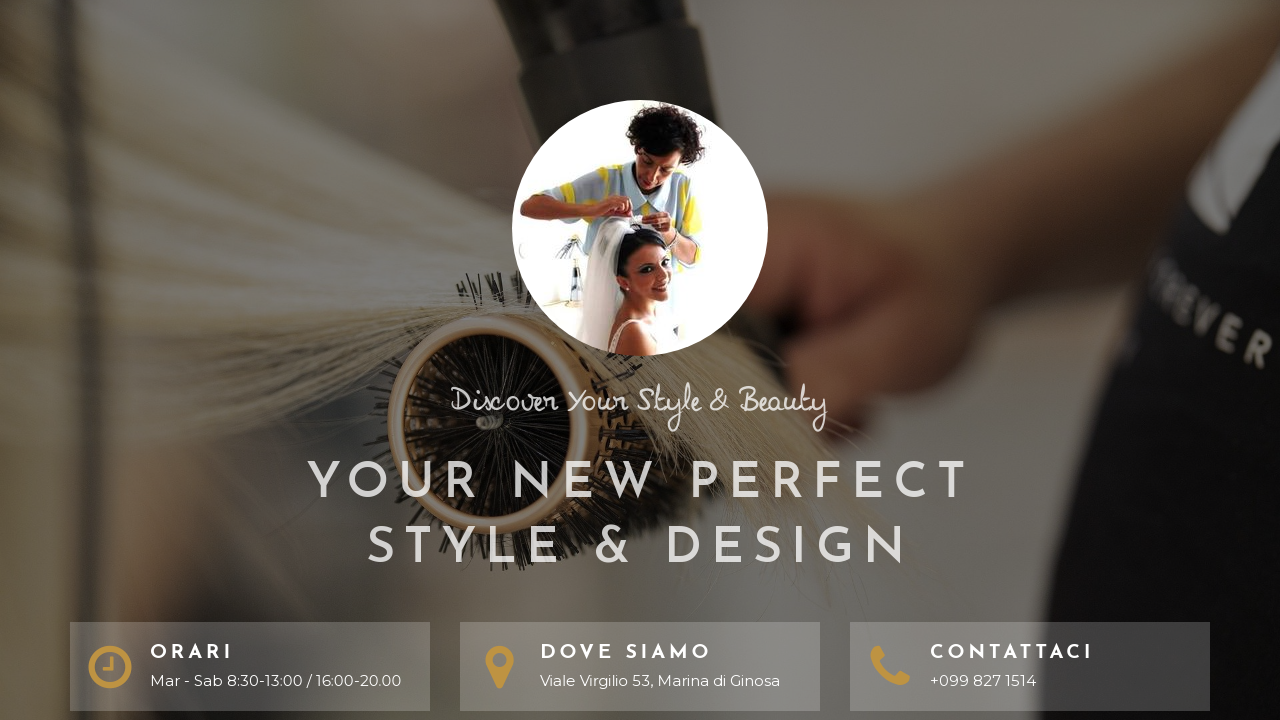 Discover Your Style & Beauty
YOUR NEW PERFECT
STYLE & DESIGN
ORARI
Mar - Sab 8:30-13:00 / 16:00-20.00
DOVE SIAMO
Viale Virgilio 53, Marina di Ginosa
CONTATTACI
+099 827 1514